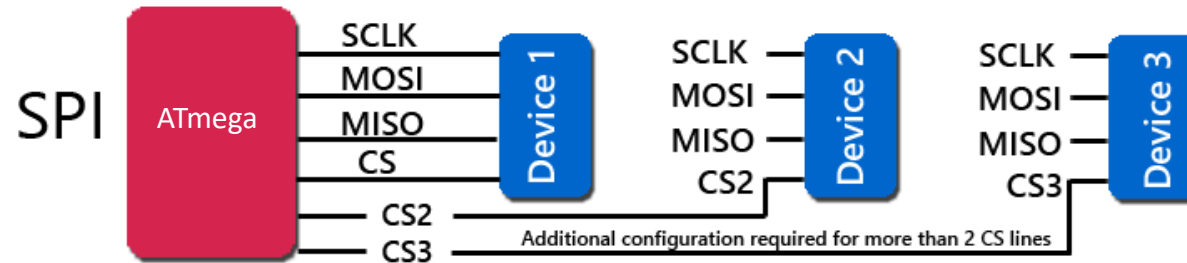 SPI
ATmega
SCLK
MOSI
MISO
CS
Device 1
SCLK
MOSI
MISO
CS2
Device 2
SCLK
MOSI
MISO
CS3
Device 3
CS2
CS3
Additional configuration required for more than 2 CS lines